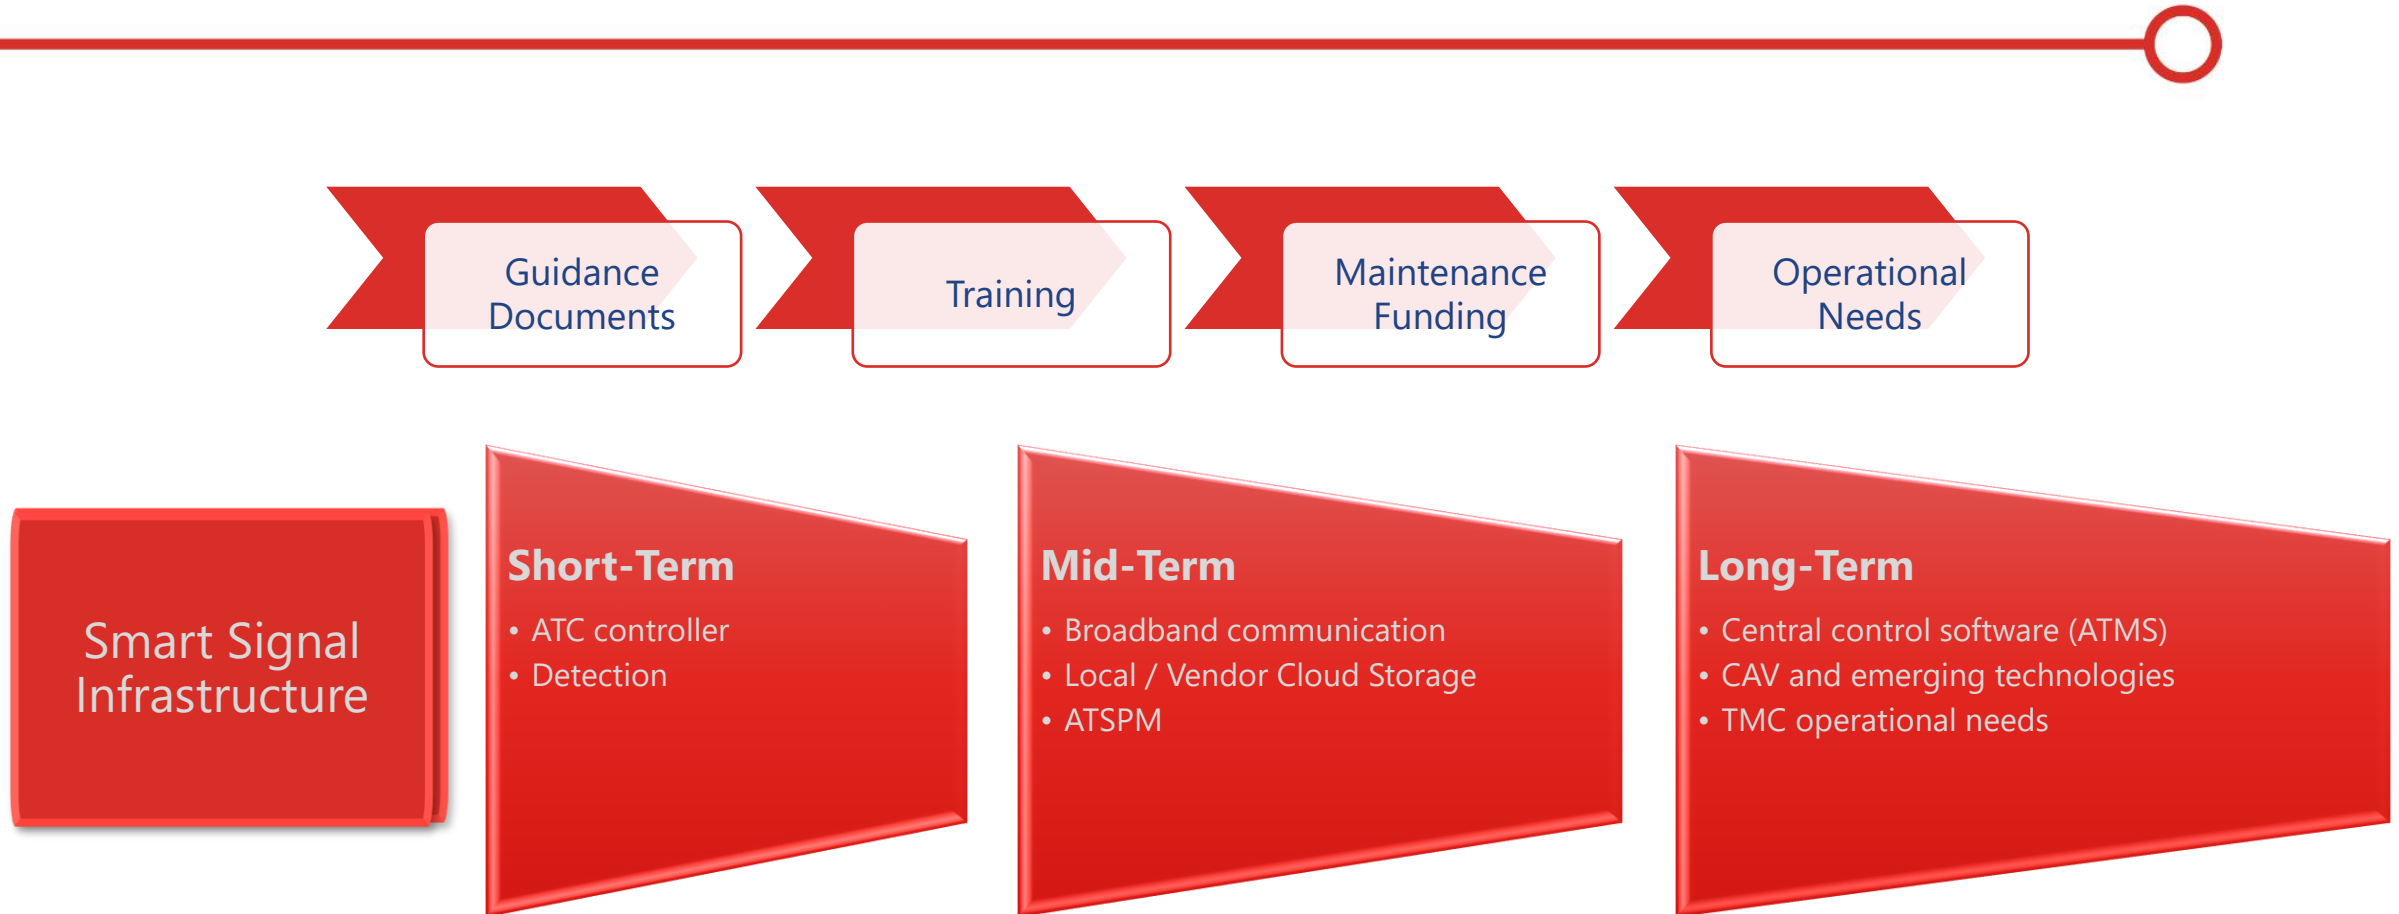 Guidance
Documents
Training
Maintenance
Funding
Operational
Needs
Smart Signal
Infrastructure
Short-Term
• ATC controller
• Detection
Mid-Term
• Broadband communication
• Local / Vendor Cloud Storage
• ATSPM
Long-Term
• Central control software (ATMS)
• CAV and emerging technologies
• TMC operational needs